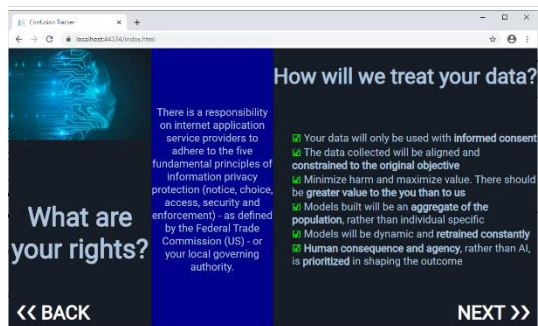 Confusion Tracker
localhost:44334/index.html
What are
your rights?
<< BACK
There is a responsibility
on internet application
service providers to
adhere to the five
fundamental principles of
information privacy
protection (notice, choice,
access, security and
enforcement) - as defined
by the Federal Trade
Commission (US) - or
your local governing
authority.
How will we treat your data?
Your data will only be used with informed consent
The data collected will be aligned and
constrained to the original objective
Minimize harm and maximize value. There should
be greater value to the you than to us
Models built will be an aggregate of the
population, rather than individual specific
Models will be dynamic and retrained constantly
Human consequence and agency, rather than AI,
is prioritized in shaping the outcome
NEXT >>